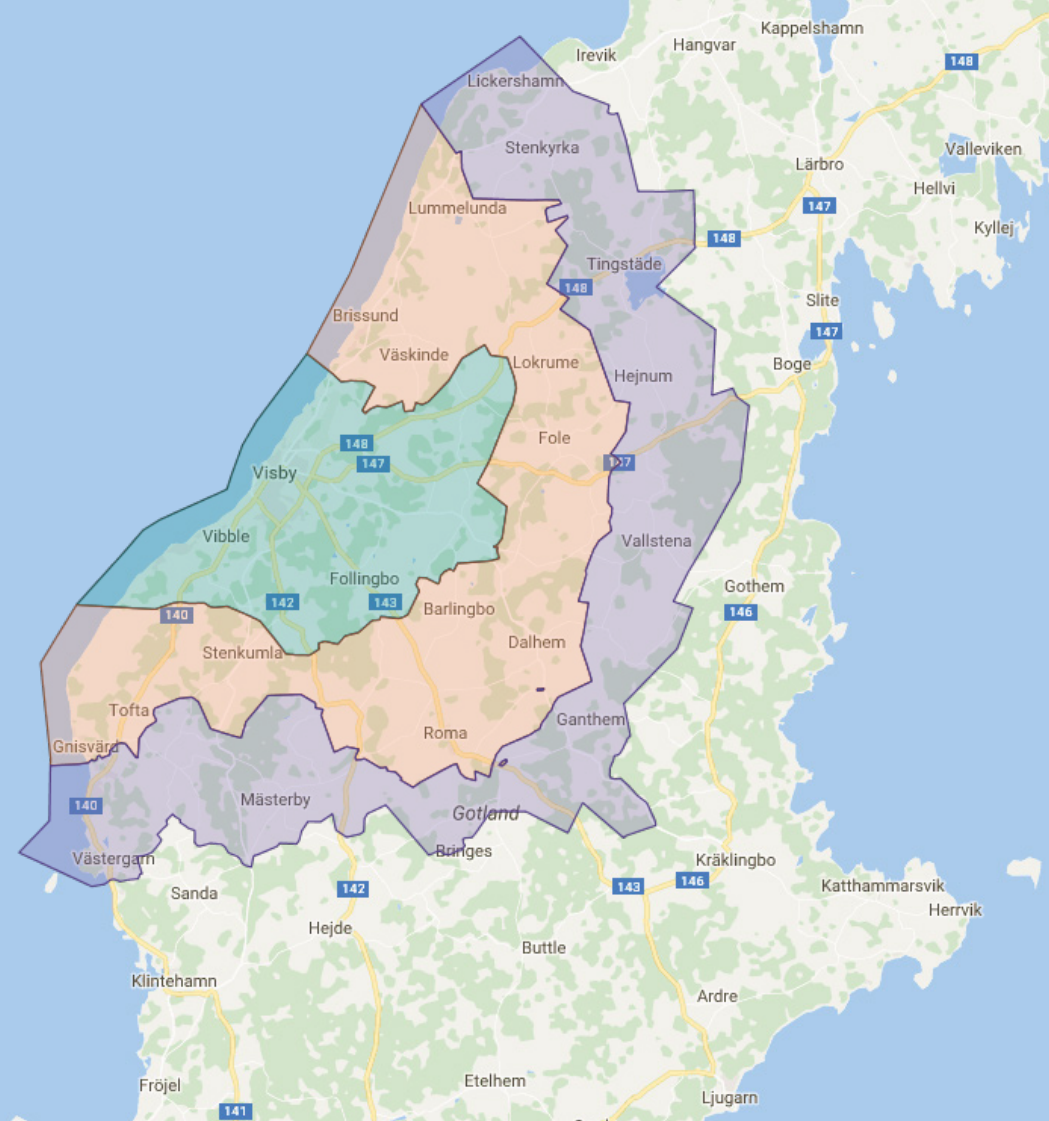 Kappelshamn
Irevik
Hangvar
148
Lickershamn
Stenkyrka
Valleviken
Lärbro
Hellvi
Lummelunda
147
Kyllej
148
Tingstäde
148
Slite
Brissund
147
Väskinde
Lokrume
Boge
Hejnum
Fole
148
147
147
Visby
Vibble
Vallstena
Follingbo
Gothem
142
143
Barlingbo
146
140
Dalhem
Stenkumla
Tofta
Ganthem
Roma
Gnisvärd
Mästerby
140
Gotland
Bringes
Västergarn
Kräklingbo
146
143
Katthammarsvik
142
Sanda
Herrvik
Hejde
Buttle
Klintehamn
Ardre
Etelhem
Fröjel
Ljugarn
141